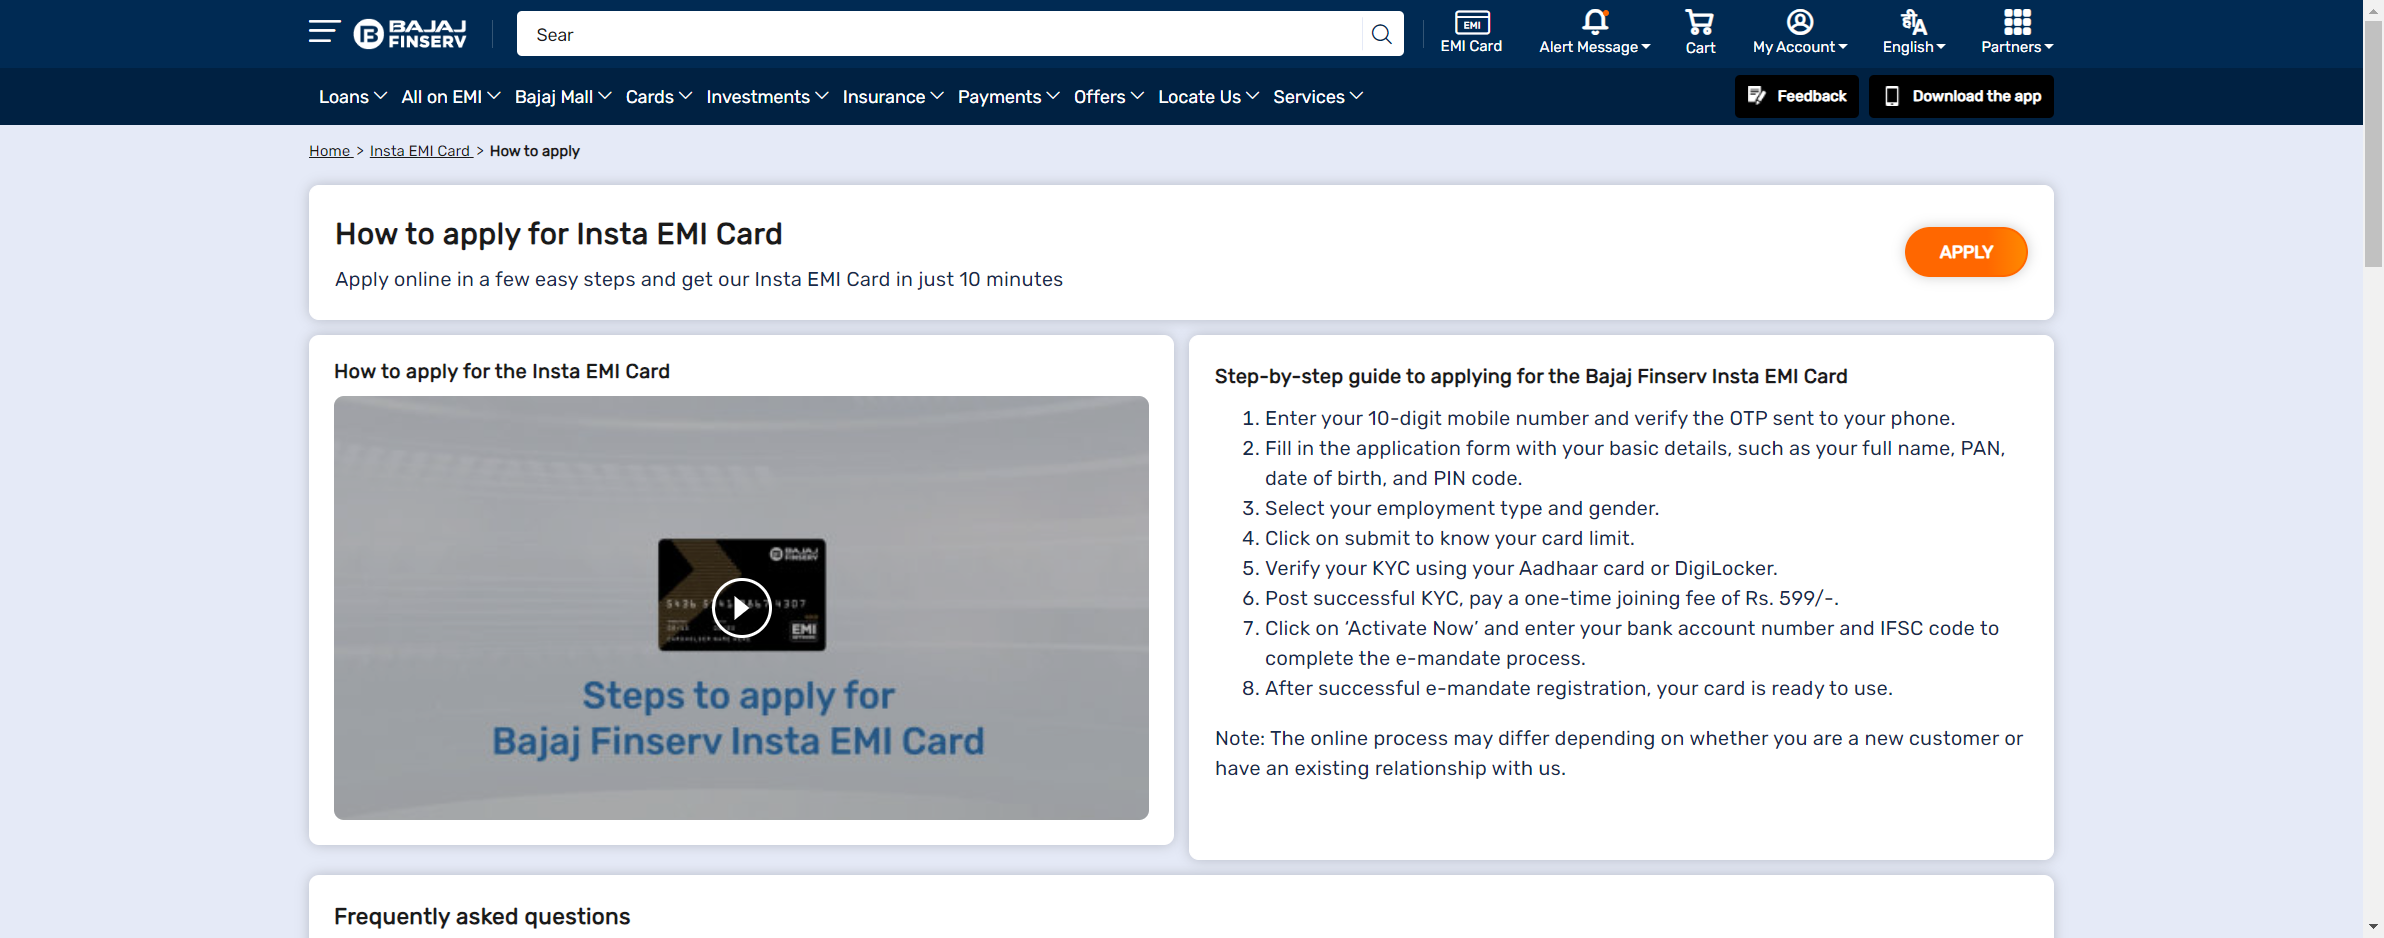 BAJAJ
FINSERV
Sear
EMI
EMI Card
Alert Message
Cart
My Account
हीA
English
Partners
Loans All on EMI Bajaj Mall Cards Investments Insurance Payments Offers Locate Us Services
Feedback
Download the app
Home > Insta EMI Card > How to apply
How to apply for Insta EMI Card
Apply online in a few easy steps and get our Insta EMI Card in just 10 minutes
APPLY
How to apply for the Insta EMI Card
BAJAJ
FINSERV
EMI
Steps to apply for
Bajaj Finserv Insta EMI Card
Step-by-step guide to applying for the Bajaj Finserv Insta EMI Card
1. Enter your 10-digit mobile number and verify the OTP sent to your phone.
2. Fill in the application form with your basic details, such as your full name, PAN,
date of birth, and PIN code.
3. Select your employment type and gender.
4. Click on submit to know your card limit.
5. Verify your KYC using your Aadhaar card or DigiLocker.
6. Post successful KYC, pay a one-time joining fee of Rs. 599/-.
7. Click on ‘Activate Now’ and enter your bank account number and IFSC code to
complete the e-mandate process.
8. After successful e-mandate registration, your card is ready to use.
Note: The online process may differ depending on whether you are a new customer or
have an existing relationship with us.
Frequently asked questions